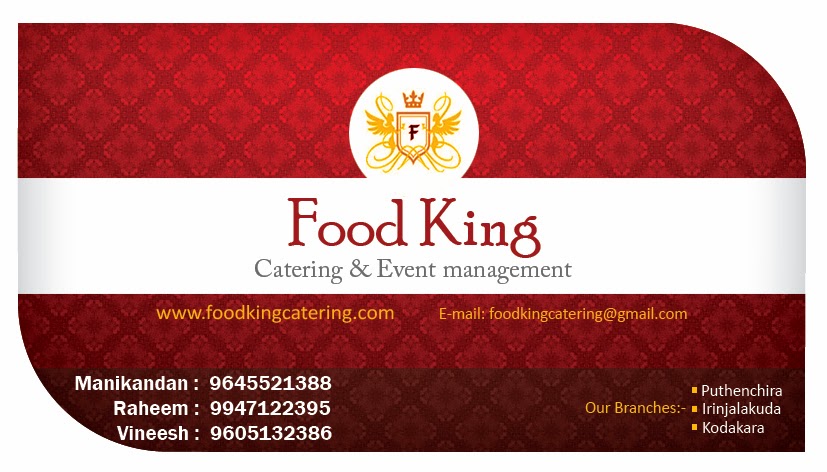 F
Food King
Catering & Event management
www.foodkingcatering.com
E-mail: foodkingcatering@gmail.com
Manikandan : 9645521388
Raheem : 9947122395
Vineesh : 9605132386
Our Branches:-
Puthenchira
Irinjalakuda
Kodakara